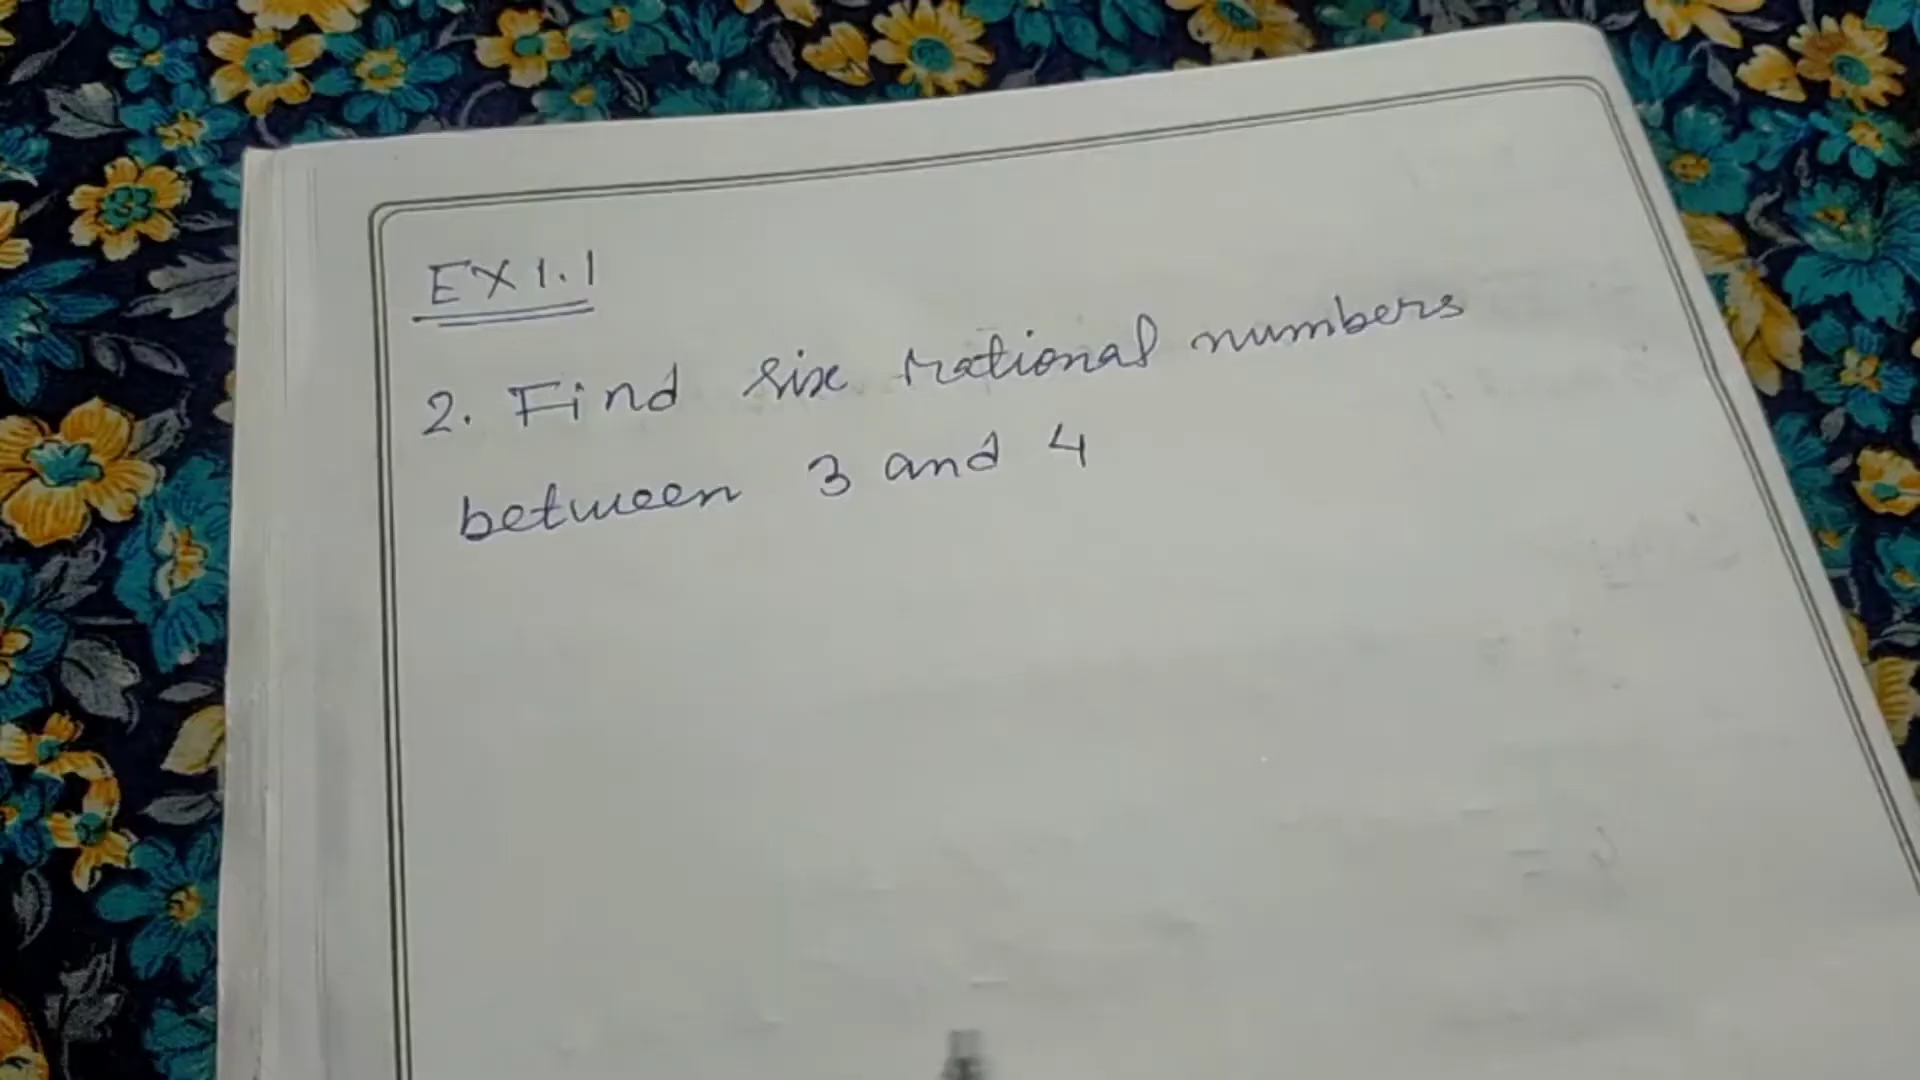 EX 1.1
2. Find six rational numbers
between 3 and 4